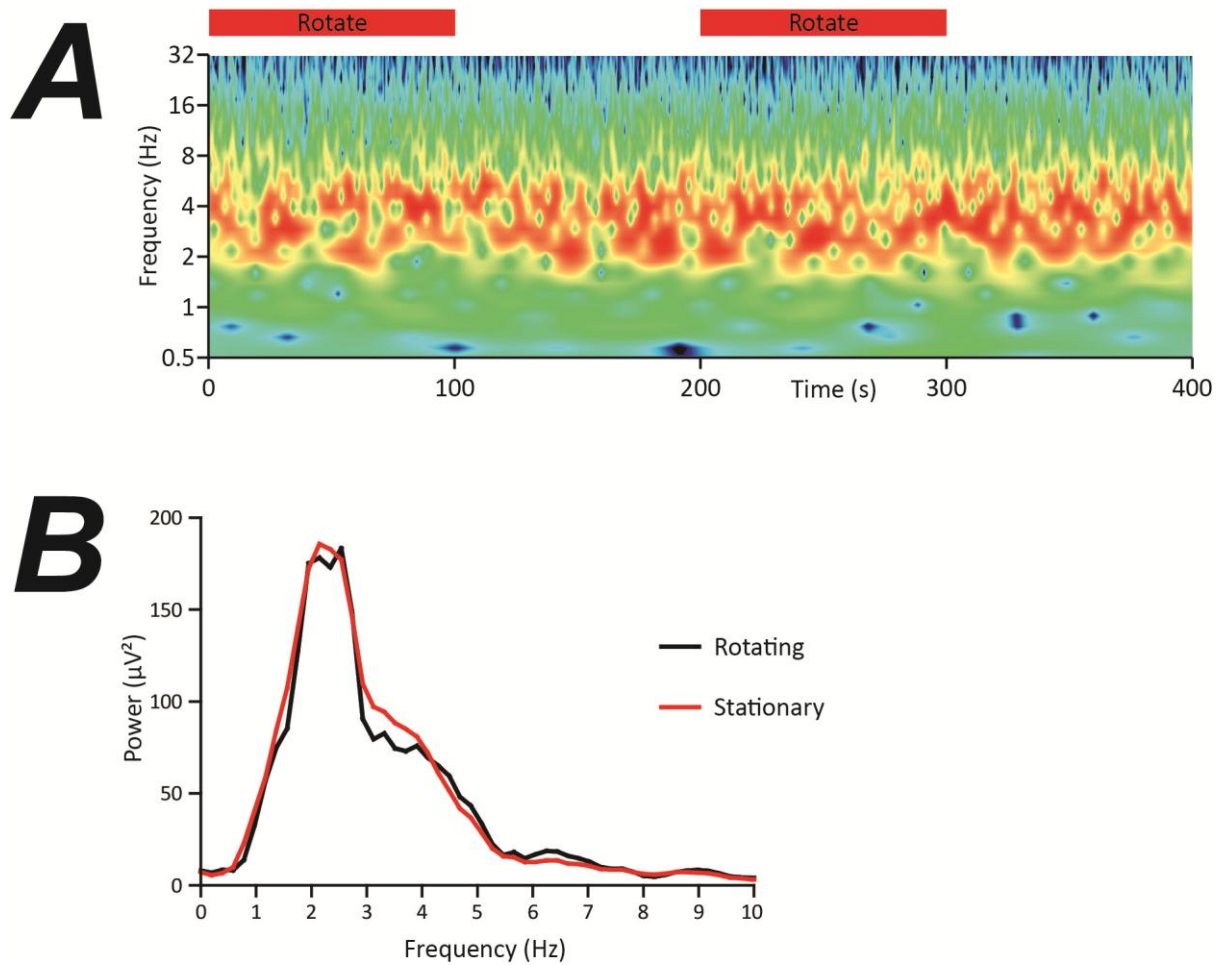 A
Rotate Rotate
32
16
8
4
2
1
0.5
Frequency (Hz)
0 100 200 Time (s) 300 400
B
200
150
100
50
0
Power (µV²)
Rotating
Stationary
0 1 2 3 4 5 6 7 8 9 10
Frequency (Hz)